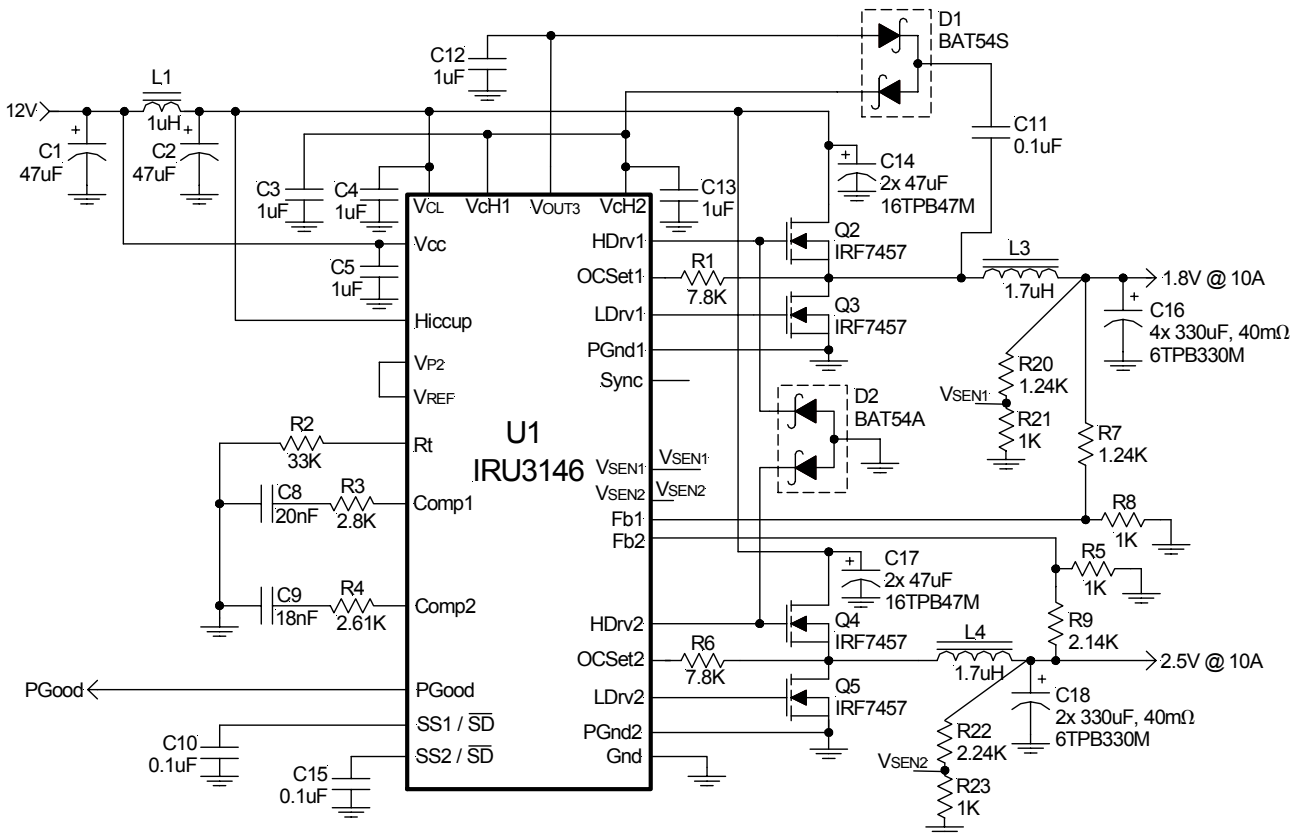 D1
BAT54S
C12
1uF
L1
12V
1uH
C1
47uF
C2
47uF
C11
0.1uF
C3
1uF
C4
1uF
C13
1uF
C14
2x 47uF
16TPB47M
VCL
VcH1
VOUT3
VcH2
Vcc
C5
1uF
HDrv1
Q2
IRF7457
OCSet1
R1
7.8K
L3
1.7uH
1.8V @ 10A
Hiccup
LDrv1
Q3
IRF7457
C16
4x 330uF, 40mΩ
6TPB330M
PGnd1
VP2
VREF
Sync
R20
1.24K
VSEN1
R21
1K
D2
BAT54A
R7
1.24K
R2
33K
Rt
U1
IRU3146
VSEN1
VSEN1
VSEN2
VSEN2
C8
20nF
R3
2.8K
Comp1
Fb1
Fb2
R8
1K
R5
1K
C17
2x 47uF
16TPB47M
C9
18nF
R4
2.61K
Comp2
HDrv2
Q4
IRF7457
R9
2.14K
OCSet2
R6
7.8K
L4
1.7uH
2.5V @ 10A
PGood
PGood
LDrv2
Q5
IRF7457
C18
2x 330uF, 40mΩ
6TPB330M
SS1 / SD
PGnd2
R22
2.24K
C10
0.1uF
SS2 / SD
Gnd
VSEN2
C15
0.1uF
R23
1K